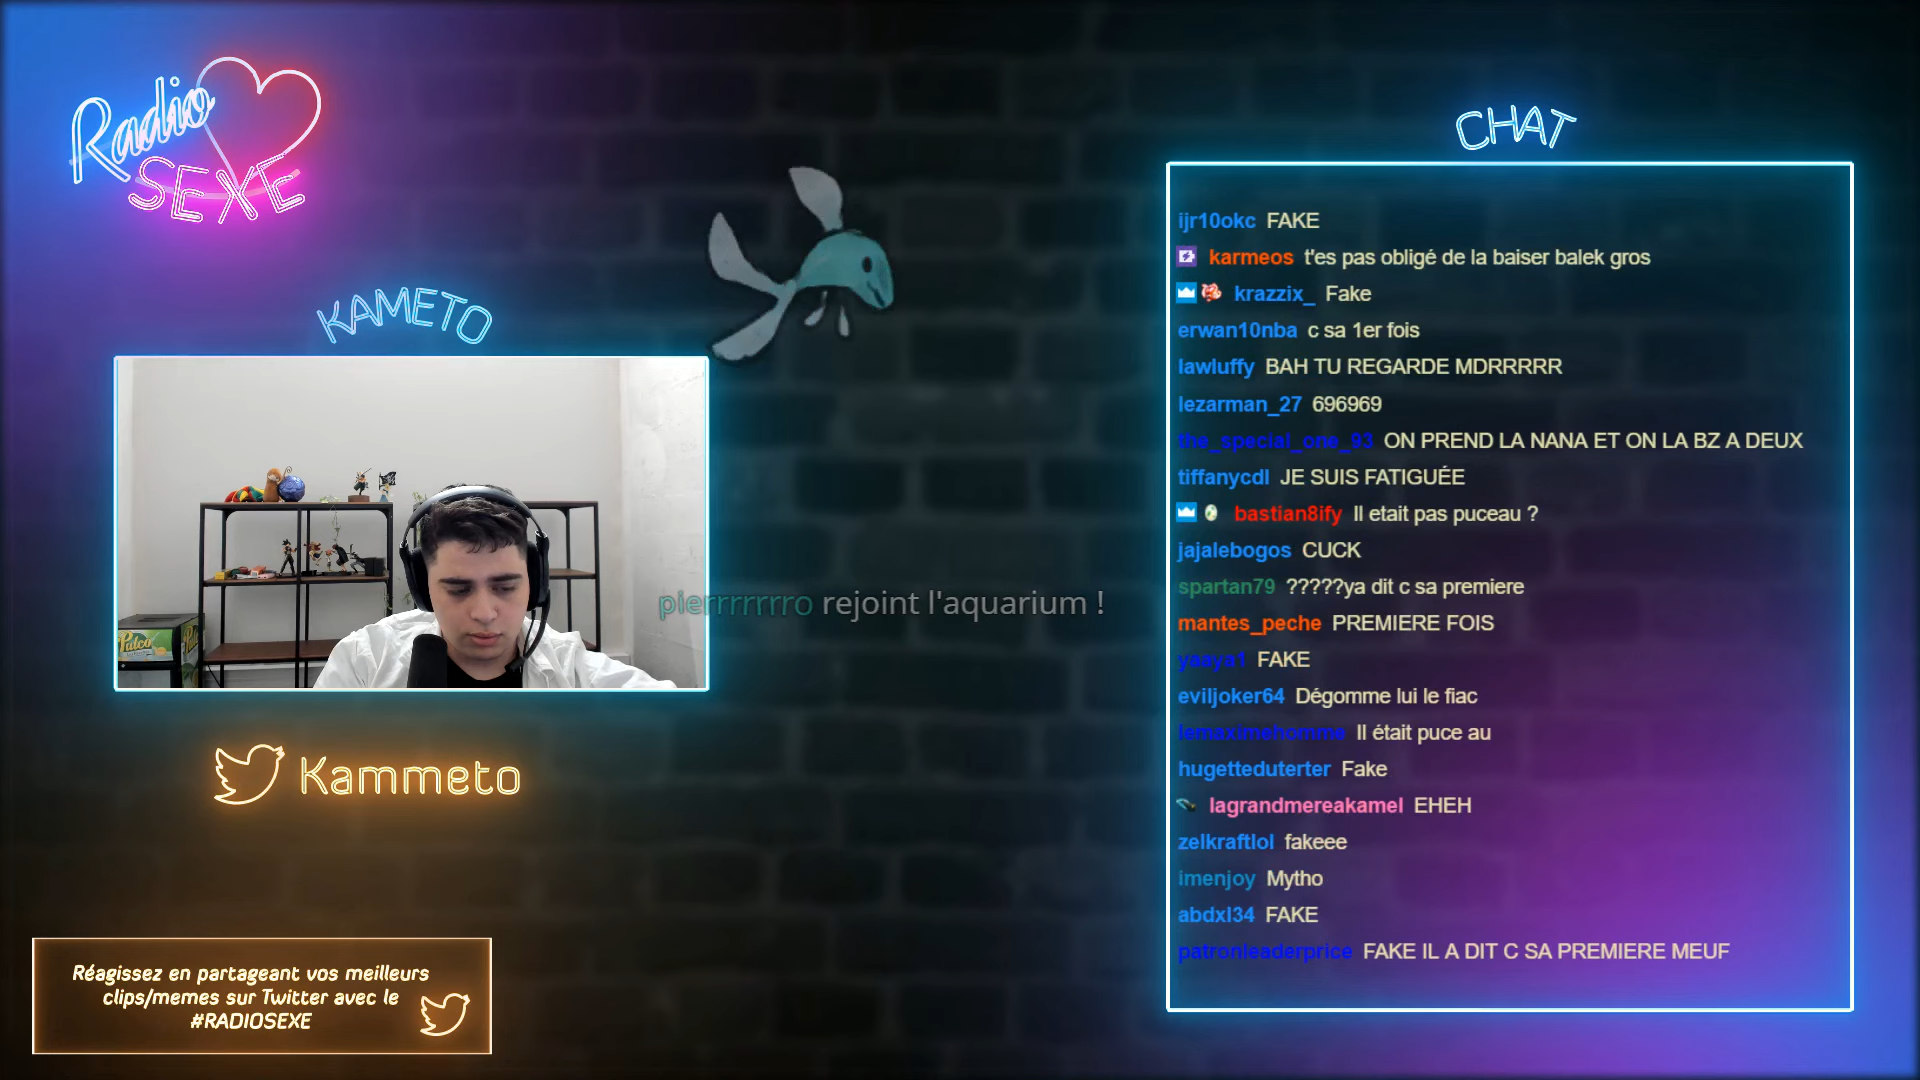 Radio
SEXE
KAMETO
Pulco
Kammeto
Réagissez en partageant vos meilleurs
clips/memes sur Twitter avec le
#RADIOSEXE
pierrrrrrro rejoint l'aquarium !
CHAT
ijr10okc FAKE
karmeos t'es pas obligé de la baiser balek gros
krazzix_ Fake
erwan10nba c sa 1er fois
lawluffy BAH TU REGARDE MDRRRRR
lezarman_27 696969
the_special_one_93 ON PREND LA NANA ET ON LA BZ A DEUX
tiffanycdl JE SUIS FATIGUÉE
bastian8ify Il etait pas puceau ?
jajalebogos CUCK
spartan79 ?????ya dit c sa premiere
mantes_peche PREMIERE FOIS
yaaya1 FAKE
eviljoker64 Dégomme lui le fiac
lemaximehomme Il était puce au
hugetteduterter Fake
lagrandmereakamel EHEH
zelkraftlol fakeee
imenjoy Mytho
abdxl34 FAKE
patronleaderprice FAKE IL A DIT C SA PREMIERE MEUF